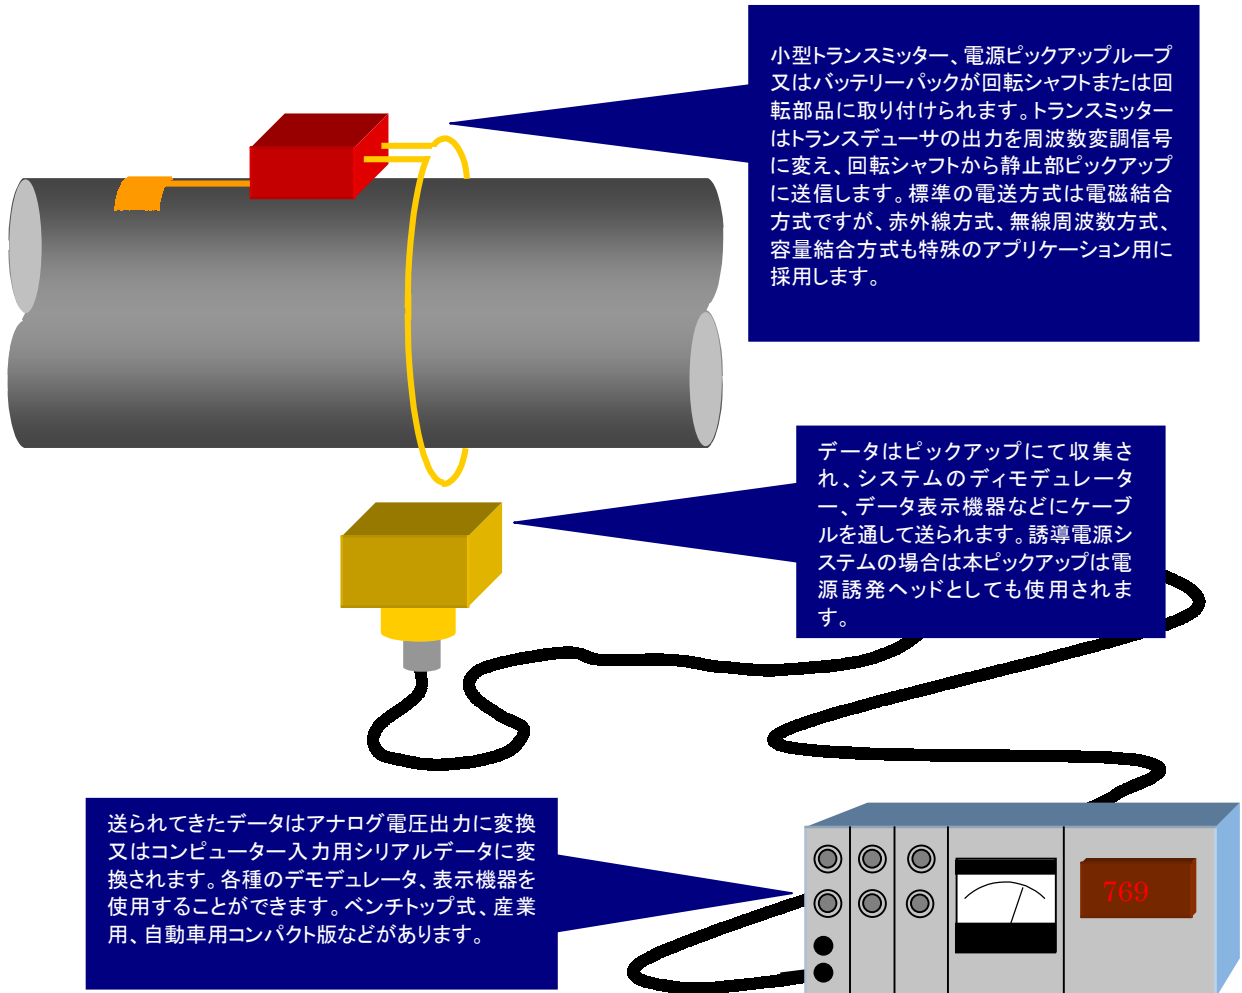 小型トランスミッター、電源ピックアップループ
又はバッテリーパックが回転シャフトまたは回
転部品に取り付けられます。トランスミッター
はトランスデューサの出力を周波数変調信号
に変え、回転シャフトから静止部ピックアップ
に送信します。標準の電送方式は電磁結合
方式ですが、赤外線方式、無線周波数方式、
容量結合方式も特殊のアプリケーション用に
採用します。
データはピックアップにて収集さ
れ、システムのディモデュレータ
ー、データ表示機器などにケーブ
ルを通して送られます。誘導電源シ
ステムの場合は本ピックアップは電
源誘発ヘッドとしても使用されま
す。
送られてきたデータはアナログ電圧出力に変換
又はコンピューター入力用シリアルデータに変
換されます。各種のデモデュレータ、表示機器を
使用することができます。ベンチトップ式、産業
用、自動車用コンパクト版などがあります。
769